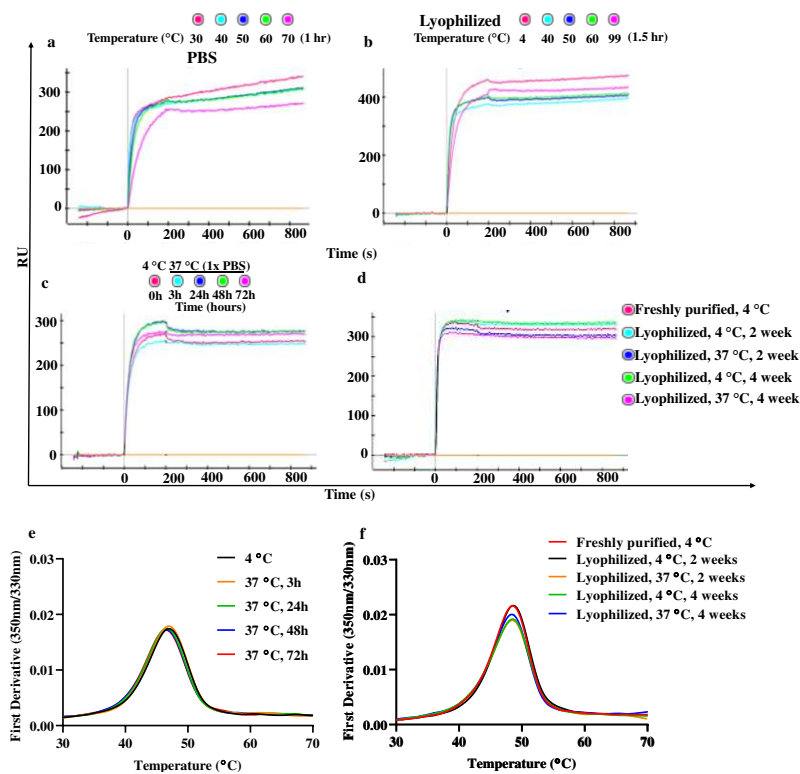 a
Temperature (°C) 30 40 50 60 70 (1 hr)
PBS
300
200
100
0
0 200 400 600 800
b
Lyophilized
Temperature (°C) 4 40 50 60 99 (1.5 hr)
400
200
0
0 200 400 600 800
Time (s)
RU
c
4 °C 37 °C (1x PBS)
0h 3h 24h 48h 72h
Time (hours)
300
200
100
0
0 200 400 600 800
d
300
200
100
0
0 200 400 600 800
Freshly purified, 4 °C
Lyophilized, 4 °C, 2 week
Lyophilized, 37 °C, 2 week
Lyophilized, 4 °C, 4 week
Lyophilized, 37 °C, 4 week
Time (s)
e
First Derivative (350nm/330nm)
0.03
0.02
0.01
0.00
30 40 50 60 70
Temperature (°C)
4 °C
37 °C, 3h
37 °C, 24h
37 °C, 48h
37 °C, 72h
f
First Derivative (350nm/330nm)
0.03
0.02
0.01
0.00
30 40 50 60 70
Temperature (°C)
Freshly purified, 4 °C
Lyophilized, 4 °C, 2 weeks
Lyophilized, 37 °C, 2 weeks
Lyophilized, 4 °C, 4 weeks
Lyophilized, 37 °C, 4 weeks